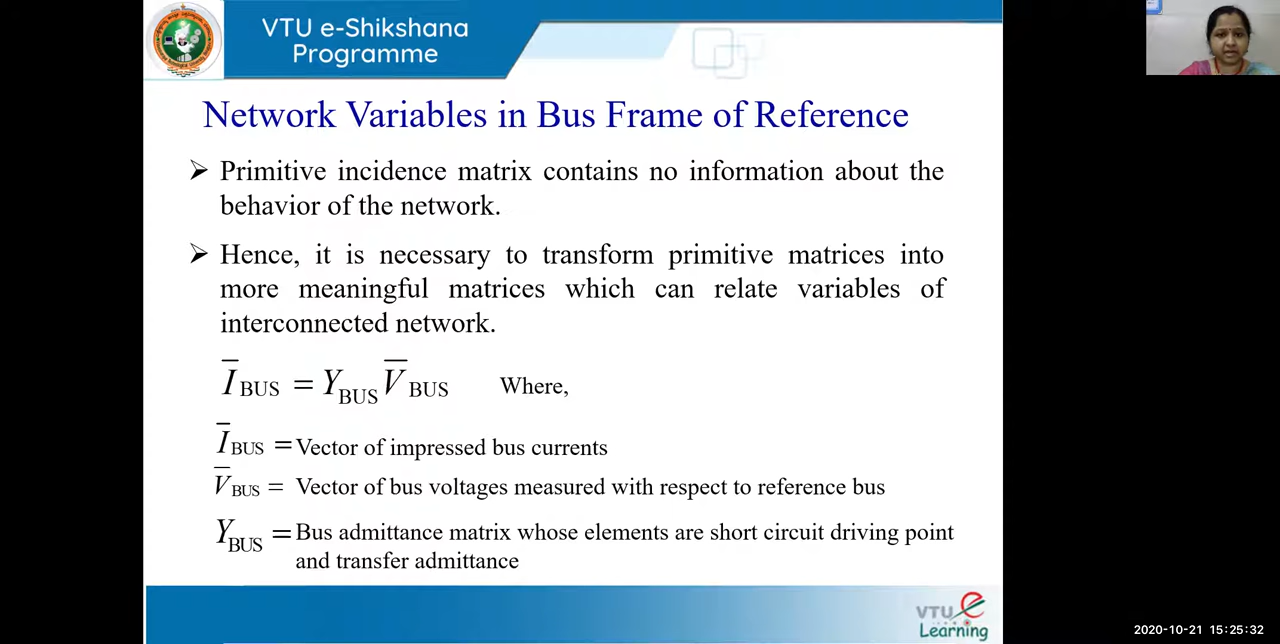 VTU e-Shikshana
Programme
Network Variables in Bus Frame of Reference
➢ Primitive incidence matrix contains no information about the
behavior of the network.
➢ Hence, it is necessary to transform primitive matrices into
more meaningful matrices which can relate variables of
interconnected network.
I̅ BUS = Y BUS V̅ BUS Where,
I̅ BUS = Vector of impressed bus currents
V̅ BUS = Vector of bus voltages measured with respect to reference bus
Y BUS = Bus admittance matrix whose elements are short circuit driving point
and transfer admittance
VTU e
Learning
2020-10-21 15:25:32